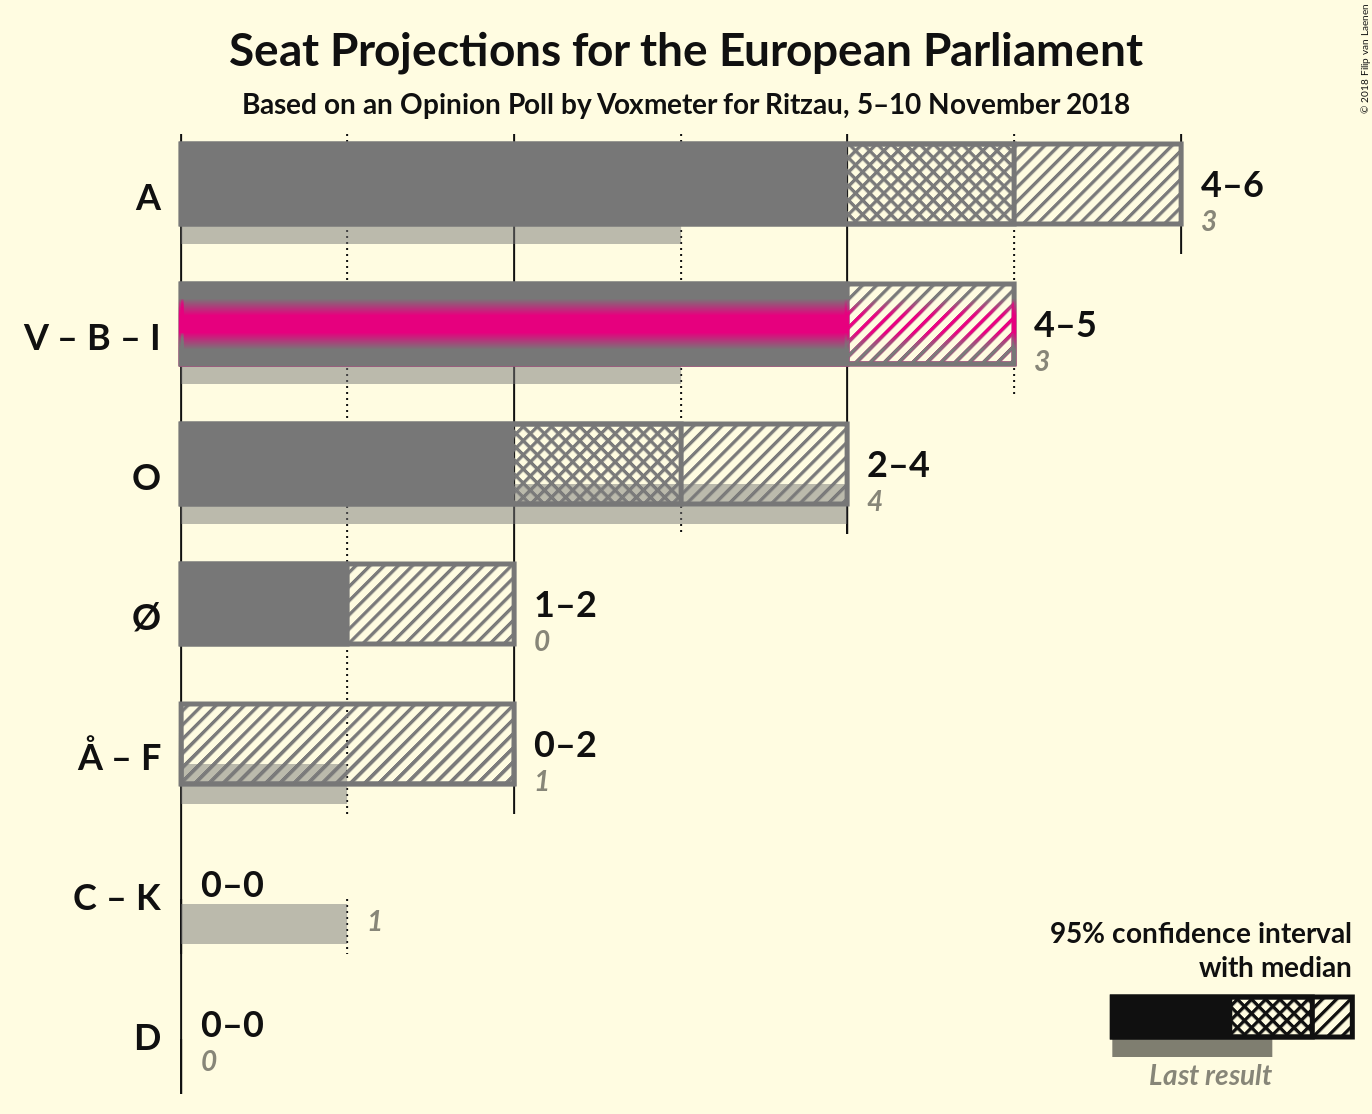 Seat Projections for the European Parliament
Based on an Opinion Poll by Voxmeter for Ritzau, 5–10 November 2018
© 2018 Filip van Laenen
A
4–6
3
V – B – I
4–5
3
O
2–4
4
Ø
1–2
0
Å – F
0–2
1
C – K
0–0
1
D
0–0
0
95% confidence interval
with median
Last result